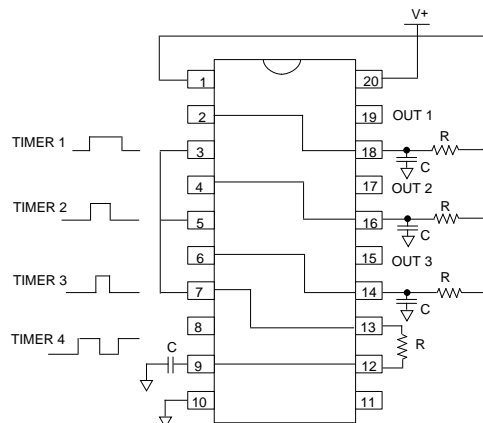 V+
1 20
2 19 OUT 1
TIMER 1 3 18 R
C
4 17 OUT 2
TIMER 2 5 16 R
C
6 15 OUT 3
TIMER 3 7 14 R
C
8 13
TIMER 4 R
C 9 12
10 11